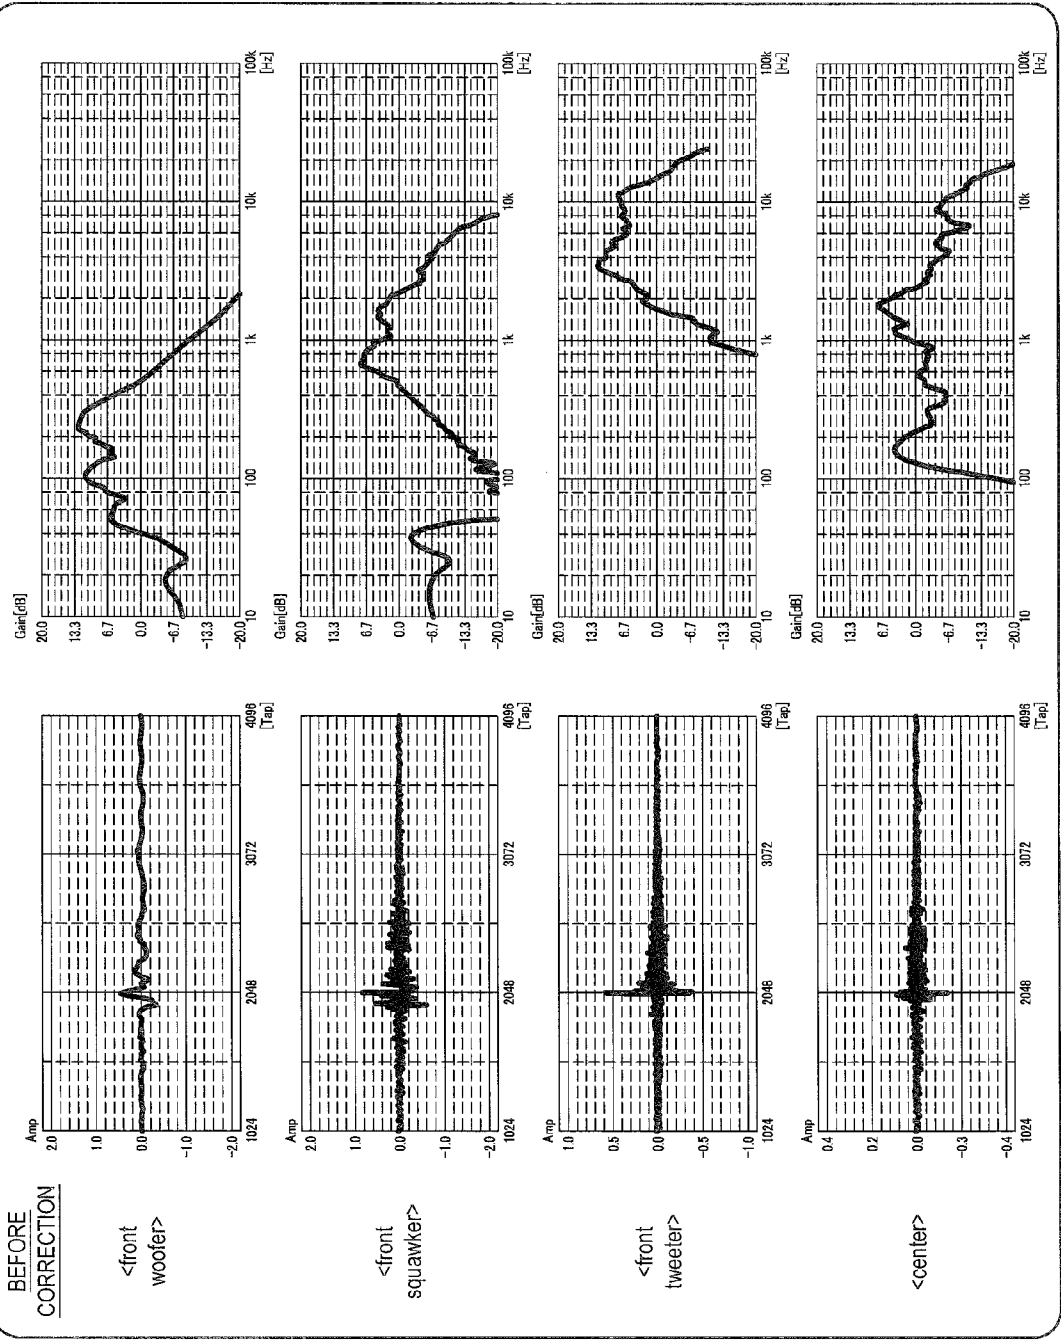 BEFORE
CORRECTION
<front
woofer>
Amp
2.0
1.0
0.0
-1.0
-2.0
1024
2048
3072
4096
[Tap]
Gain[dB]
20.0
13.3
6.7
0.0
-6.7
-13.3
-20.0
10
100
1k
10k
100k
[Hz]
<front
squawker>
Amp
2.0
1.0
0.0
-1.0
-2.0
1024
2048
3072
4096
[Tap]
Gain[dB]
20.0
13.3
6.7
0.0
-6.7
-13.3
-20.0
10
100
1k
10k
100k
[Hz]
<front
tweeter>
Amp
1.0
0.5
0.0
-0.5
-1.0
1024
2048
3072
4096
[Tap]
Gain[dB]
20.0
13.3
6.7
0.0
-6.7
-13.3
-20.0
10
100
1k
10k
100k
[Hz]
<center>
Amp
0.4
0.2
0.0
-0.3
-0.4
1024
2048
3072
4096
[Tap]
Gain[dB]
20.0
13.3
6.7
0.0
-6.7
-13.3
-20.0
10
100
1k
10k
100k
[Hz]